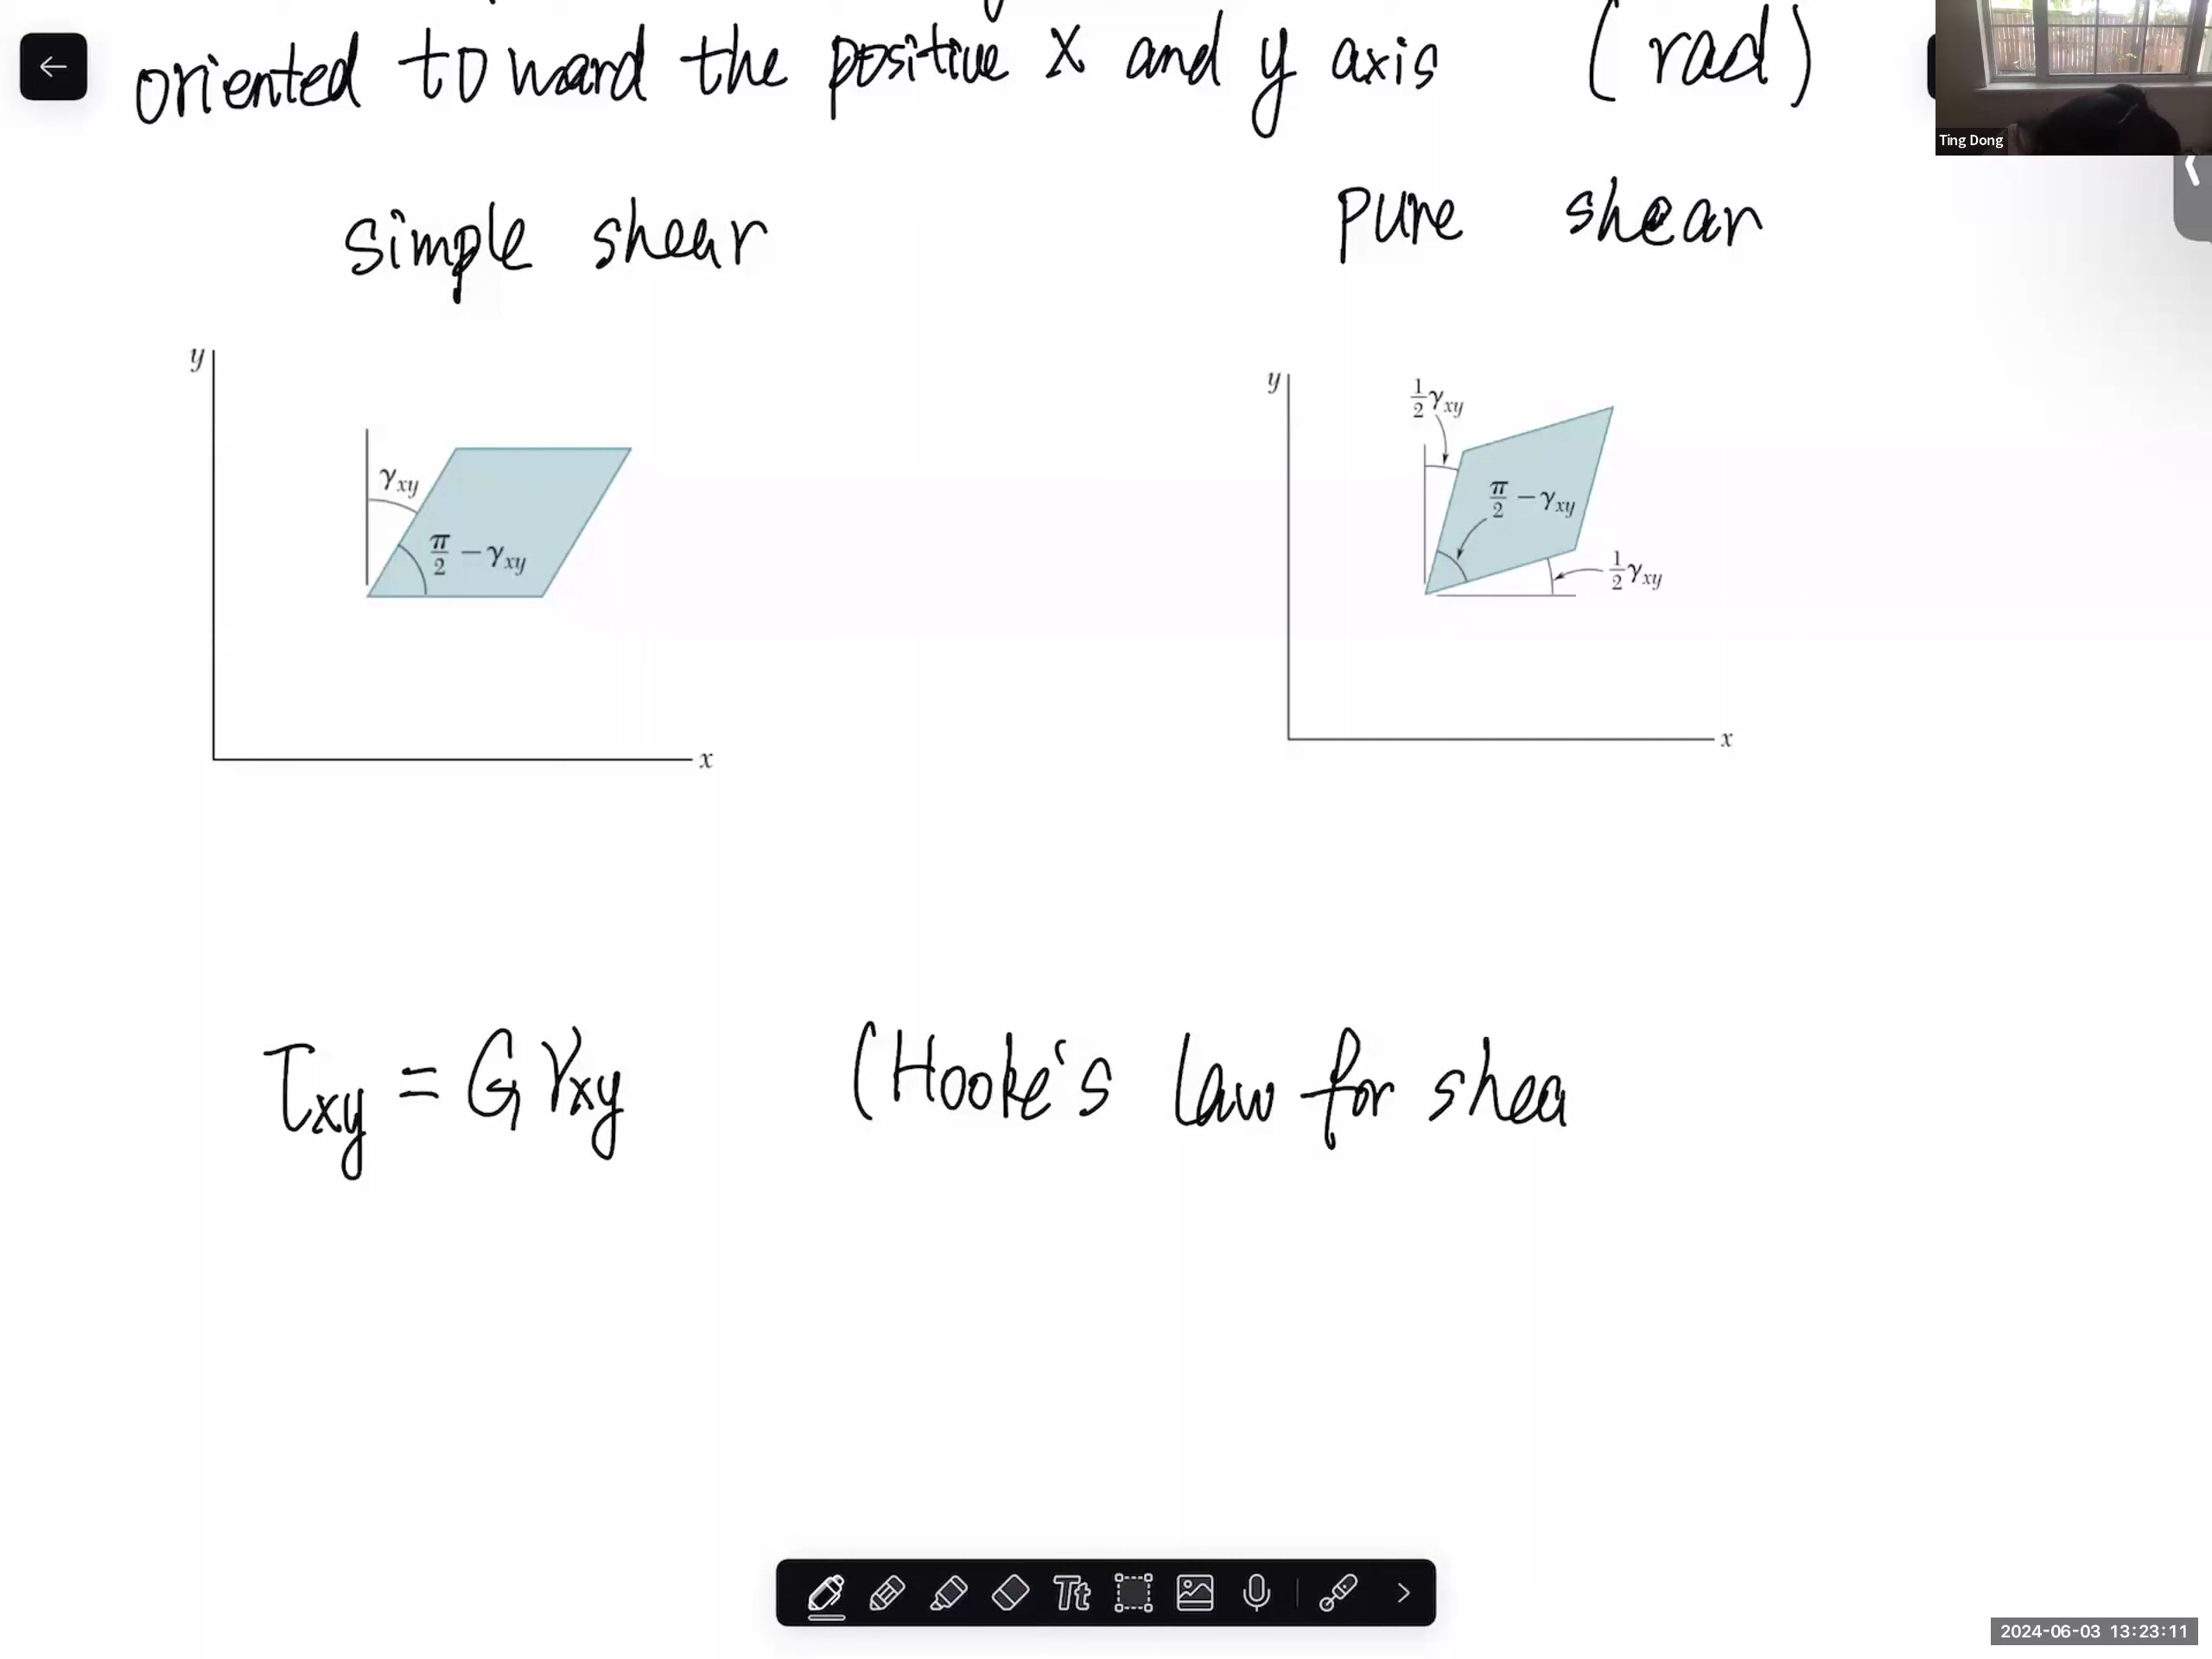 oriented toward the positive x and y axis (rad)
Ting Dong
simple shear
pure shear
y
γxy
π/2 − γxy
x
y
1/2 γxy
π/2 − γxy
1/2 γxy
x
τxy = G γxy (Hooke's law for shea
Tt
2024-06-03 13:23:11